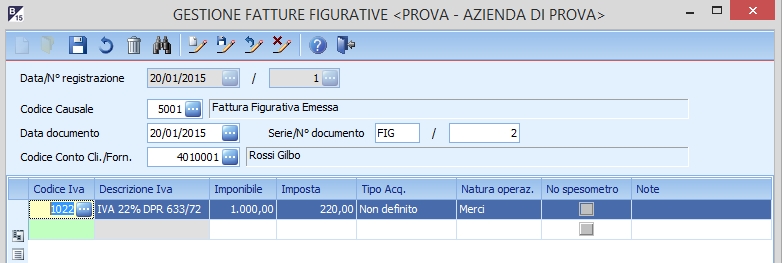 B 15 GESTIONE FATTURE FIGURATIVE <PROVA - AZIENDA DI PROVA>
Data/N° registrazione 20/01/2015 / 1
Codice Causale 5001 Fattura Figurativa Emessa
Data documento 20/01/2015 Serie/N° documento FIG / 2
Codice Conto Cli./Forn. 4010001 Rossi Gilbo
Codice Iva Descrizione Iva Imponibile Imposta Tipo Acq. Natura operaz. No spesometro Note
1022 IVA 22% DPR 633/72 1.000,00 220,00 Non definito Merci